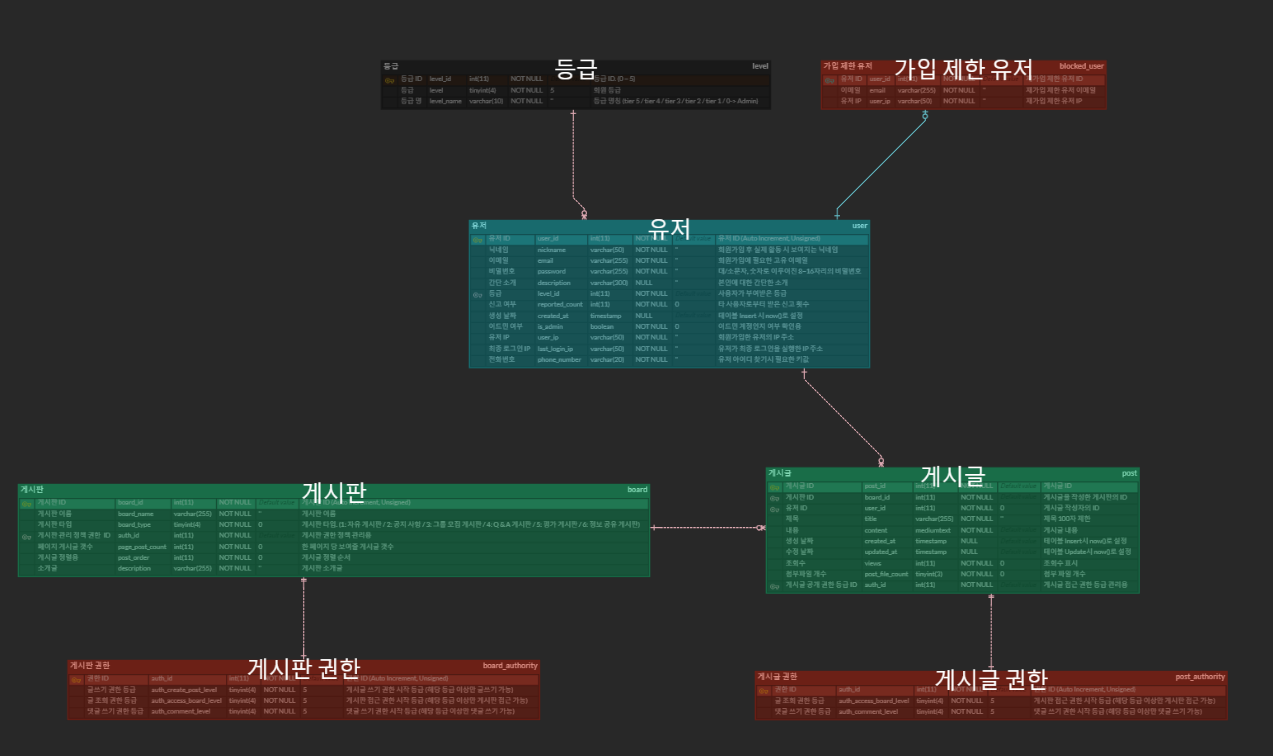 등급 등급 level
등급 ID level_id int(11) NOT NULL 등급 ID, (0~5)
등급 level tinyint(4) NOT NULL 5 회원 등급
등급 명 level_name varchar(10) NOT NULL '' 등급 명칭 (tier 5 / tier 4 / tier 3 / tier 2 / tier 1 / 0-> Admin)
가입 제한 유저 가입 제한 유저 blocked_user
유저 ID user_id NOT NULL 재가입 제한 유저 ID
이메일 email varchar(255) NOT NULL '' 재가입 제한 유저 이메일
유저 IP user_ip varchar(50) NOT NULL '' 재가입 제한 유저 IP
유저 유저 user
유저 ID user_id int(11) 유저 ID (Auto Increment, Unsigned)
닉네임 nickname varchar(50) NOT NULL '' 회원가입 후 실제 활동 시 보여지는 닉네임
이메일 email varchar(255) NOT NULL '' 회원가입에 필요한 고유 이메일
비밀번호 password varchar(255) NOT NULL '' 대/소문자, 숫자로 이루어진 8~16자리의 비밀번호
간단 소개 description varchar(300) NULL '' 본인에 대한 간단한 소개
등급 level_id int(11) NOT NULL 사용자가 부여받은 등급
신고 여부 reported_count int(11) NOT NULL 0 타 사용자로부터 받은 신고 횟수
생성 날짜 created_at timestamp NULL 테이블 Insert 시 now()로 설정
어드민 여부 is_admin boolean NOT NULL 0 어드민 계정인지 여부 확인용
유저 IP user_ip varchar(50) NOT NULL '' 회원가입한 유저의 IP 주소
최종 로그인 IP last_login_ip varchar(50) NOT NULL '' 유저가 최종 로그인을 실행한 IP 주소
전화번호 phone_number varchar(20) NOT NULL '' 유저 아이디 찾기시 필요한 키값
게시판 게시판 board
게시판 ID board_id int(11) NOT NULL 게시판 ID (Auto Increment, Unsigned)
게시판 이름 board_name varchar(255) NOT NULL '' 게시판 이름
게시판 타입 board_type tinyint(4) NOT NULL 0 게시판 타입, (1: 자유 게시판 / 2: 공지 사항 / 3: 그룹 모집 게시판 / 4: Q & A 게시판 / 5: 평가 게시판 / 6: 정보 공유 게시판)
게시판 관리 정책 권한 ID auth_id int(11) NOT NULL 게시판 권한 정책 관리용
페이지 게시글 갯수 page_post_count int(11) NOT NULL 0 한 페이지 당 보여줄 게시글 갯수
게시글 정렬용 post_order int(11) NOT NULL 0 게시글 정렬 순서
소개글 description varchar(255) NULL '' 게시판 소개글
게시글 게시글 post
게시글 ID post_id int(11) NOT NULL 게시글 ID
게시판 ID board_id int(11) NOT NULL 게시글을 작성한 게시판의 ID
유저 ID user_id int(11) NOT NULL 0 게시글 작성자의 ID
제목 title varchar(255) NOT NULL '' 제목 100자 제한
내용 content mediumtext NOT NULL 게시글 내용
생성 날짜 created_at timestamp NULL 테이블 Insert시 now()로 설정
수정 날짜 updated_at timestamp NULL 테이블 Update시 now()로 설정
조회수 views int(11) NOT NULL 0 조회수 표시
첨부파일 개수 post_file_count tinyint(3) NOT NULL 0 첨부 파일 개수
게시글 공개 권한 등급 ID auth_id int(11) NOT NULL 게시글 접근 권한 등급 관리용
게시판 권한 게시판 권한 board_authority
권한 ID auth_id int(11) NOT NULL ID (Auto Increment, Unsigned)
글쓰기 권한 등급 auth_create_post_level tinyint(4) NOT NULL 5 게시글 쓰기 권한 시작 등급 (해당 등급 이상만 글쓰기 가능)
글 조회 권한 등급 auth_access_board_level tinyint(4) NOT NULL 5 게시판 접근 권한 시작 등급 (해당 등급 이상만 게시판 접근 가능)
댓글 쓰기 권한 등급 auth_comment_level tinyint(4) NOT NULL 5 댓글 쓰기 권한 시작 등급 (해당 등급 이상만 댓글 쓰기 가능)
게시글 권한 게시글 권한 post_authority
권한 ID auth_id int(11) ID (Auto Increment, Unsigned)
글 조회 권한 등급 auth_access_board_level tinyint(4) NOT NULL 5 게시판 접근 권한 시작 등급 (해당 등급 이상만 게시판 접근 가능)
댓글 쓰기 권한 등급 auth_comment_level tinyint(4) NOT NULL 5 댓글 쓰기 권한 시작 등급 (해당 등급 이상만 댓글 쓰기 가능)